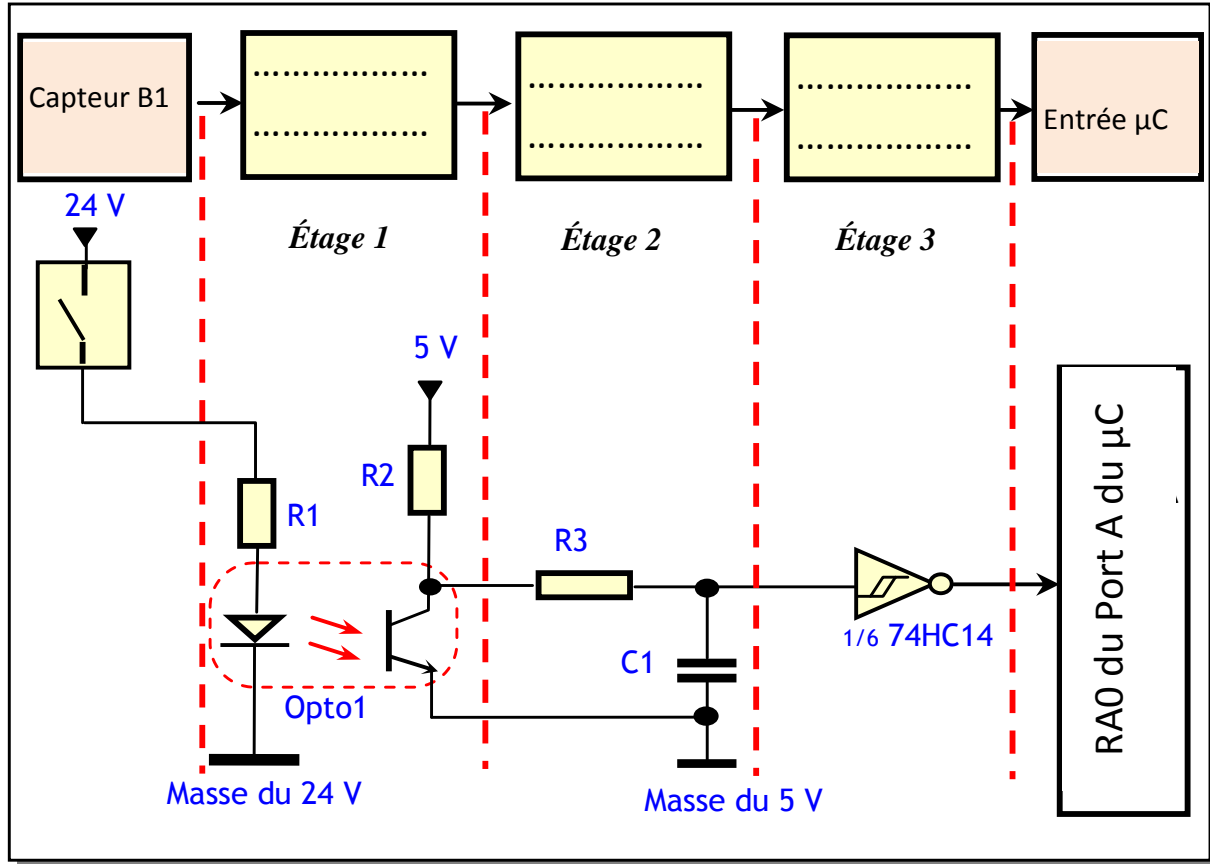 Capteur B1
………………
………………
………………
………………
………………
………………
Entrée µC
24 V
Étage 1
Étage 2
Étage 3
5 V
R2
R1
R3
1/6 74HC14
C1
Opto1
Masse du 24 V
Masse du 5 V
RA0 du Port A du µC